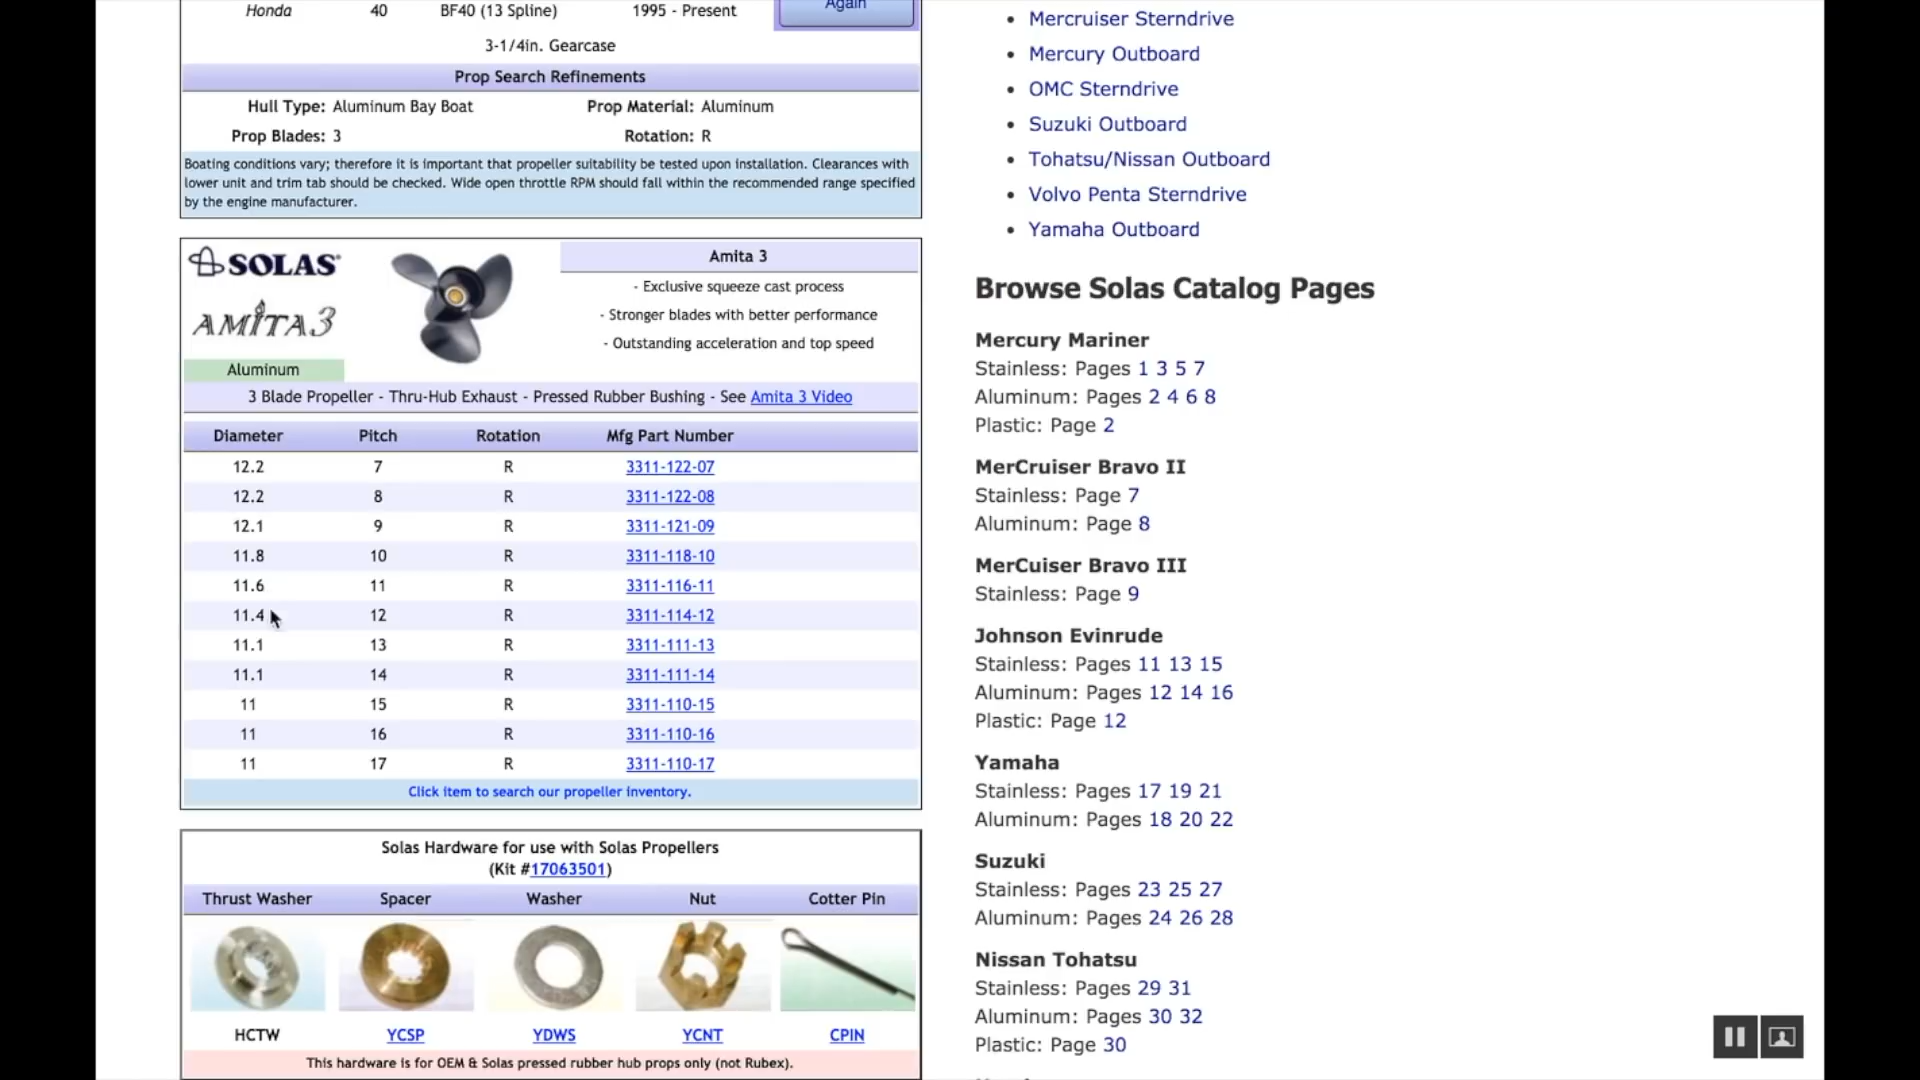 Honda 40 BF40 (13 Spline) 1995 - Present
Again
3-1/4in. Gearcase
Prop Search Refinements
Hull Type: Aluminum Bay Boat Prop Material: Aluminum
Prop Blades: 3 Rotation: R
Boating conditions vary; therefore it is important that propeller suitability be tested upon installation. Clearances with
lower unit and trim tab should be checked. Wide open throttle RPM should fall within the recommended range specified
by the engine manufacturer.
SOLAS
AMITA 3
Aluminum
Amita 3
- Exclusive squeeze cast process
- Stronger blades with better performance
- Outstanding acceleration and top speed
3 Blade Propeller - Thru-Hub Exhaust - Pressed Rubber Bushing - See Amita 3 Video
Diameter Pitch Rotation Mfg Part Number
12.2 7 R 3311-122-07
12.2 8 R 3311-122-08
12.1 9 R 3311-121-09
11.8 10 R 3311-118-10
11.6 11 R 3311-116-11
11.4 12 R 3311-114-12
11.1 13 R 3311-111-13
11.1 14 R 3311-111-14
11 15 R 3311-110-15
11 16 R 3311-110-16
11 17 R 3311-110-17
Click item to search our propeller inventory.
Solas Hardware for use with Solas Propellers
(Kit #17063501)
Thrust Washer Spacer Washer Nut Cotter Pin
HCTW YCSP YDWS YCNT CPIN
This hardware is for OEM & Solas pressed rubber hub props only (not Rubex).
Mercruiser Sterndrive
Mercury Outboard
OMC Sterndrive
Suzuki Outboard
Tohatsu/Nissan Outboard
Volvo Penta Sterndrive
Yamaha Outboard
Browse Solas Catalog Pages
Mercury Mariner
Stainless: Pages 1 3 5 7
Aluminum: Pages 2 4 6 8
Plastic: Page 2
MerCruiser Bravo II
Stainless: Page 7
Aluminum: Page 8
MerCuiser Bravo III
Stainless: Page 9
Johnson Evinrude
Stainless: Pages 11 13 15
Aluminum: Pages 12 14 16
Plastic: Page 12
Yamaha
Stainless: Pages 17 19 21
Aluminum: Pages 18 20 22
Suzuki
Stainless: Pages 23 25 27
Aluminum: Pages 24 26 28
Nissan Tohatsu
Stainless: Pages 29 31
Aluminum: Pages 30 32
Plastic: Page 30